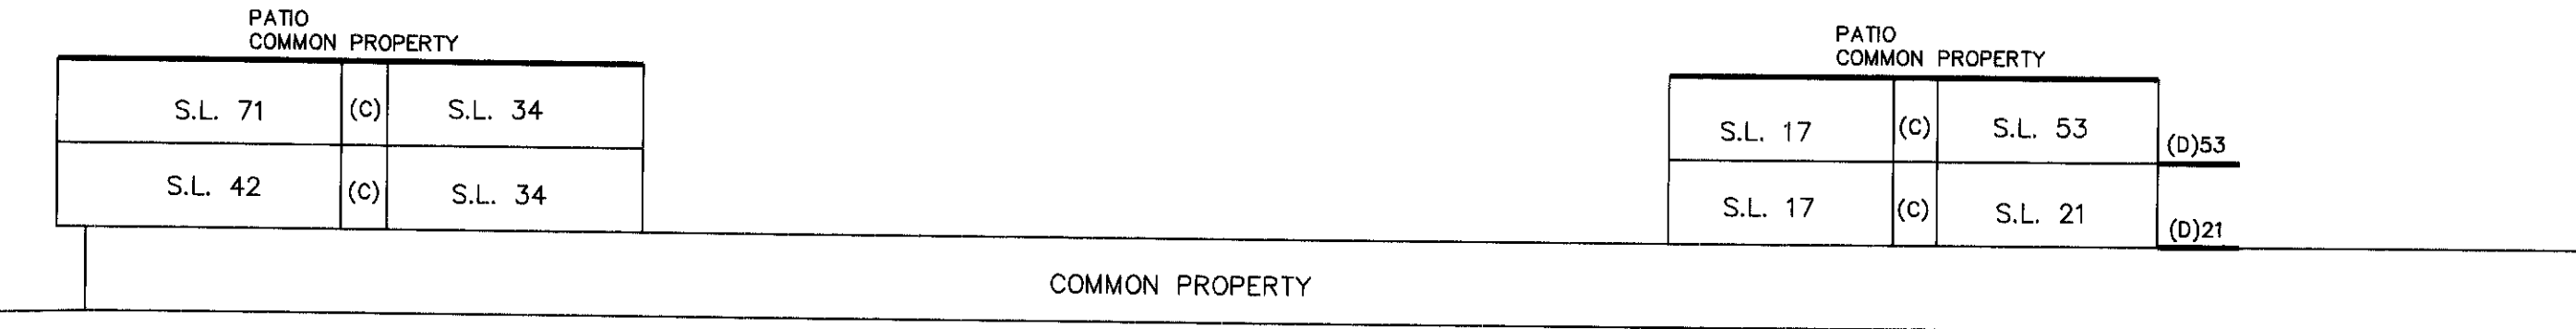 PATIO
COMMON PROPERTY
S.L. 71 (C) S.L. 34
S.L. 42 (C) S.L. 34
PATIO
COMMON PROPERTY
S.L. 17 (C) S.L. 53 (D)53
S.L. 17 (C) S.L. 21 (D)21
COMMON PROPERTY